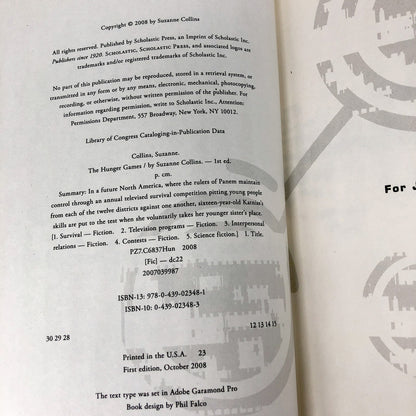 Copyright © 2008 by Suzanne Collins
All rights reserved. Published by Scholastic Press, an Imprint of Scholastic Inc.
Publishers since 1920. SCHOLASTIC, SCHOLASTIC PRESS, and associated logos are
trademarks and/or registered trademarks of Scholastic Inc.
No part of this publication may be reproduced, stored in a retrieval system, or
transmitted in any form or by any means, electronic, mechanical, photocopying,
recording, or otherwise, without written permission of the publisher. For
information regarding permission, write to Scholastic Inc., Attention:
Permissions Department, 557 Broadway, New York, NY 10012.
Library of Congress Cataloging-in-Publication Data
Collins, Suzanne.
The Hunger Games / by Suzanne Collins. — 1st ed.
p. cm.
Summary: In a future North America, where the rulers of Panem maintain
control through an annual televised survival competition pitting young people
from each of the twelve districts against one another, sixteen-year-old Katniss's
skills are put to the test when she voluntarily takes her younger sister's place.
[1. Survival — Fiction. 2. Television programs — Fiction. 3. Interpersonal
relations — Fiction. 4. Contests — Fiction. 5. Science fiction.] I. Title.
PZ7.C6837Hun 2008
[Fic] — dc22
2007039987
ISBN-13: 978-0-439-02348-1
ISBN-10: 0-439-02348-3
30 29 28 12 13 14 15
Printed in the U.S.A. 23
First edition, October 2008
The text type was set in Adobe Garamond Pro
Book design by Phil Falco
For J